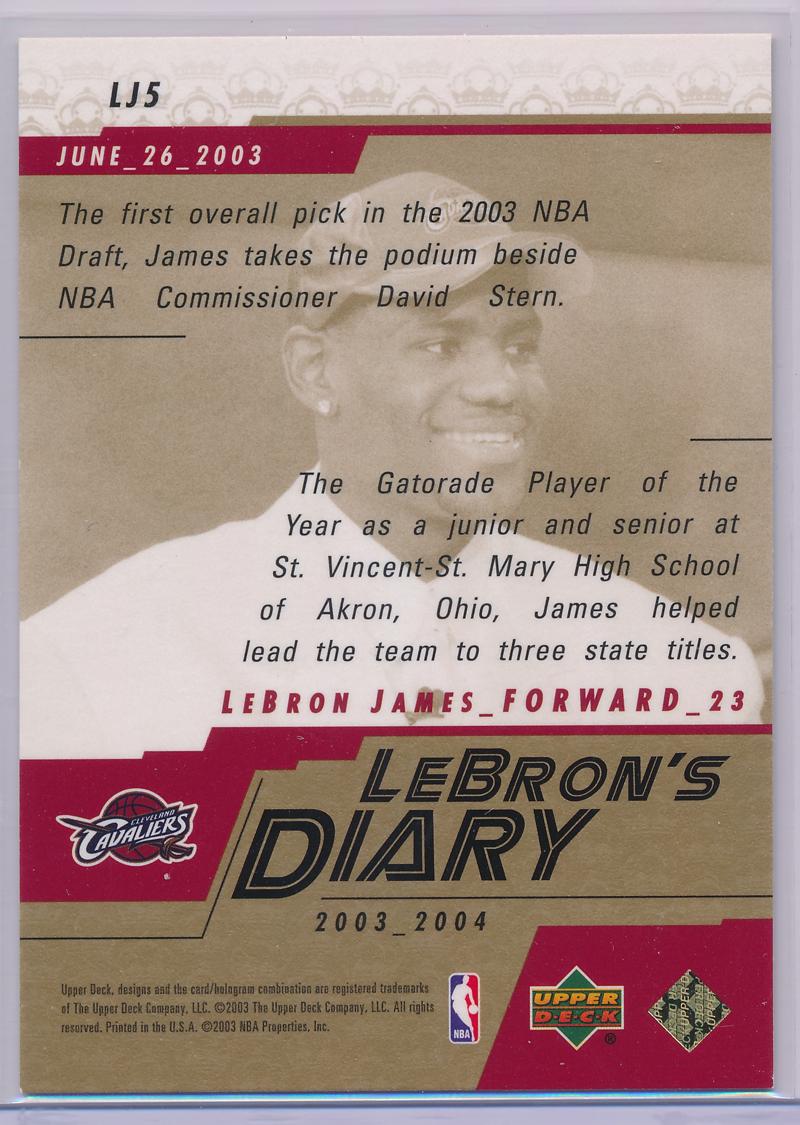 LJ5
JUNE_26_2003
The first overall pick in the 2003 NBA
Draft, James takes the podium beside
NBA Commissioner David Stern.
The Gatorade Player of the
Year as a junior and senior at
St. Vincent-St. Mary High School
of Akron, Ohio, James helped
lead the team to three state titles.
LEBRON JAMES_FORWARD_23
LEBRON'S
DIARY
CLEVELAND
CAVALIERS
2003_2004
Upper Deck, designs and the card/hologram combination are registered trademarks
of The Upper Deck Company, LLC. ©2003 The Upper Deck Company, LLC. All rights
reserved. Printed in the U.S.A. ©2003 NBA Properties, Inc.
NBA
UPPER
D·E·C·K
®
UPPER